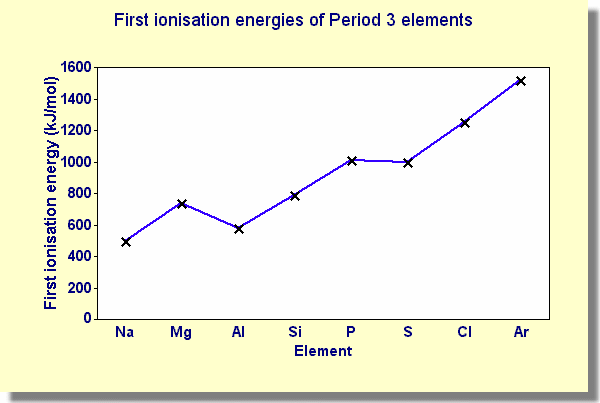 First ionisation energies of Period 3 elements
First ionisation energy (kJ/mol)
1600
1400
1200
1000
800
600
400
200
0
Na Mg Al Si P S Cl Ar
Element